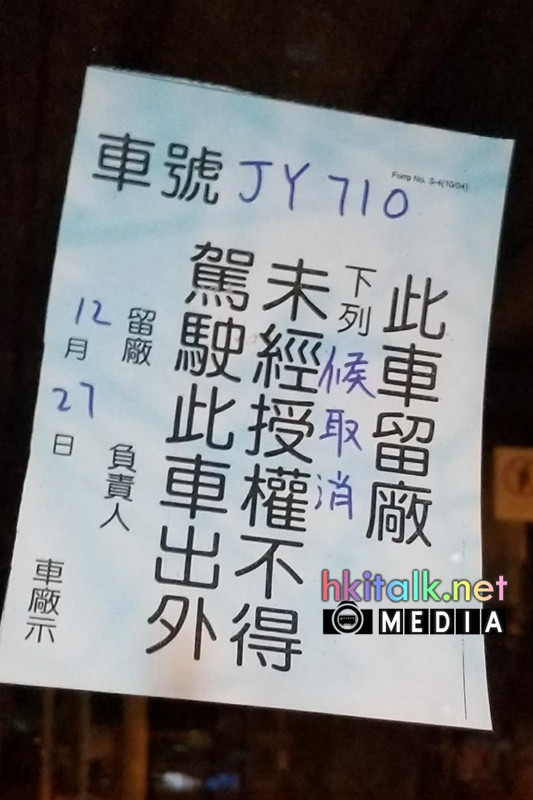 Form No. S-4(10/04)
車號 JY 710
此車留廠
下列 候取消
未經授權不得
駕駛此車出外
留廠
負責人
12月27日
車廠示
hkitalk.net
MEDIA